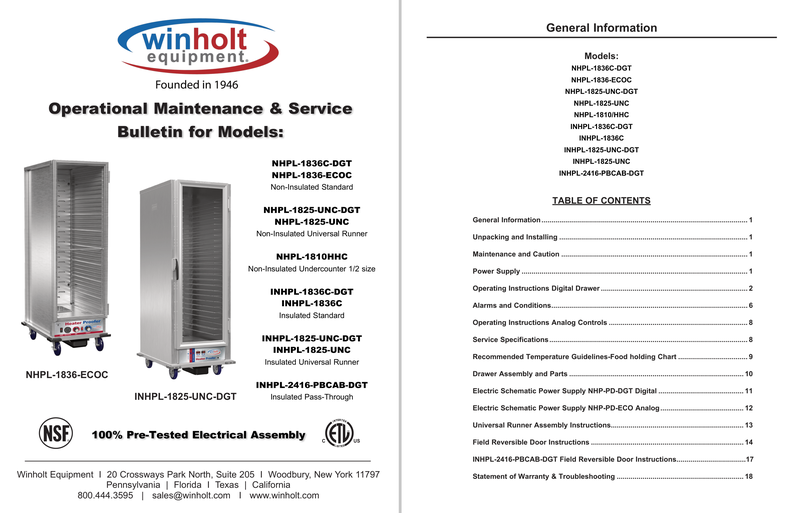 winholt
equipment®
Founded in 1946
Operational Maintenance & Service
Bulletin for Models:
NHPL-1836C-DGT
NHPL-1836-ECOC
Non-Insulated Standard
NHPL-1825-UNC-DGT
NHPL-1825-UNC
Non-Insulated Universal Runner
NHPL-1810HHC
Non-Insulated Undercounter 1/2 size
INHPL-1836C-DGT
INHPL-1836C
Insulated Standard
INHPL-1825-UNC-DGT
INHPL-1825-UNC
Insulated Universal Runner
INHPL-2416-PBCAB-DGT
Insulated Pass-Through
Heater Proofer
NHPL-1836-ECOC
INHPL-1825-UNC-DGT
NSF
100% Pre-Tested Electrical Assembly
C ETL US
Winholt Equipment I 20 Crossways Park North, Suite 205 I Woodbury, New York 11797
Pennsylvania | Florida I Texas | California
800.444.3595 | sales@winholt.com I www.winholt.com
General Information
Models:
NHPL-1836C-DGT
NHPL-1836-ECOC
NHPL-1825-UNC-DGT
NHPL-1825-UNC
NHPL-1810/HHC
INHPL-1836C-DGT
INHPL-1836C
INHPL-1825-UNC-DGT
INHPL-1825-UNC
INHPL-2416-PBCAB-DGT
TABLE OF CONTENTS
General Information ........ 1
Unpacking and Installing ........ 1
Maintenance and Caution ........ 1
Power Supply ........ 1
Operating Instructions Digital Drawer ........ 2
Alarms and Conditions ........ 6
Operating Instructions Analog Controls ........ 8
Service Specifications ........ 8
Recommended Temperature Guidelines-Food holding Chart ........ 9
Drawer Assembly and Parts ........ 10
Electric Schematic Power Supply NHP-PD-DGT Digital ........ 11
Electric Schematic Power Supply NHP-PD-ECO Analog ........ 12
Universal Runner Assembly Instructions ........ 13
Field Reversible Door Instructions ........ 14
INHPL-2416-PBCAB-DGT Field Reversible Door Instructions ........ 17
Statement of Warranty & Troubleshooting ........ 18